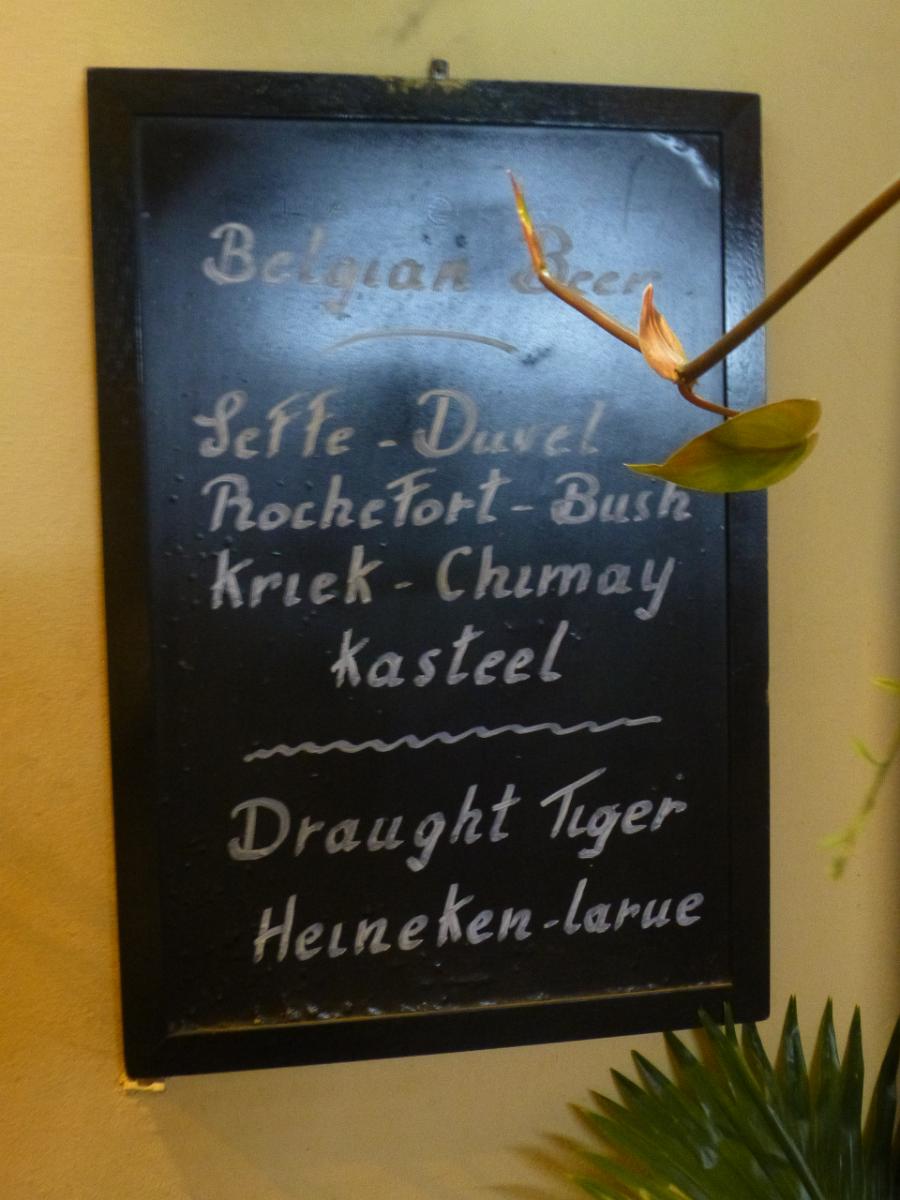 Belgian Beer
Leffe - Duvel
Rochefort - Bush
Kriek - Chimay
Kasteel
Draught Tiger
Heineken - larue